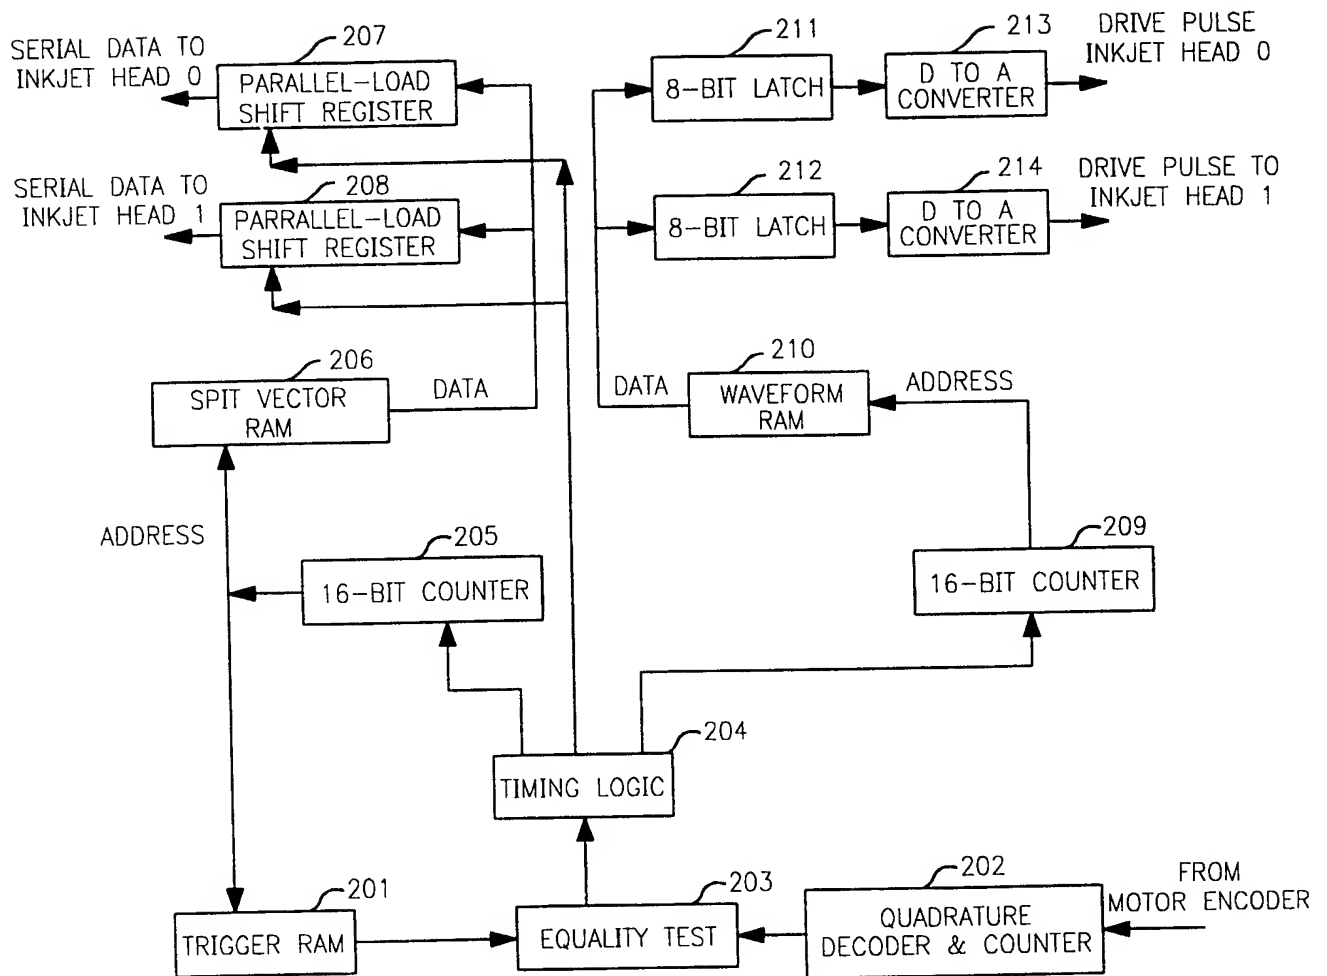 207
SERIAL DATA TO
INKJET HEAD 0
PARALLEL-LOAD
SHIFT REGISTER
211
8-BIT LATCH
213
D TO A
CONVERTER
DRIVE PULSE
INKJET HEAD 0
208
SERIAL DATA TO
INKJET HEAD 1
PARRALLEL-LOAD
SHIFT REGISTER
212
8-BIT LATCH
214
D TO A
CONVERTER
DRIVE PULSE TO
INKJET HEAD 1
206
SPIT VECTOR
RAM
DATA
DATA
210
WAVEFORM
RAM
ADDRESS
ADDRESS
205
16-BIT COUNTER
209
16-BIT COUNTER
204
TIMING LOGIC
201
TRIGGER RAM
203
EQUALITY TEST
202
QUADRATURE
DECODER & COUNTER
FROM
MOTOR ENCODER